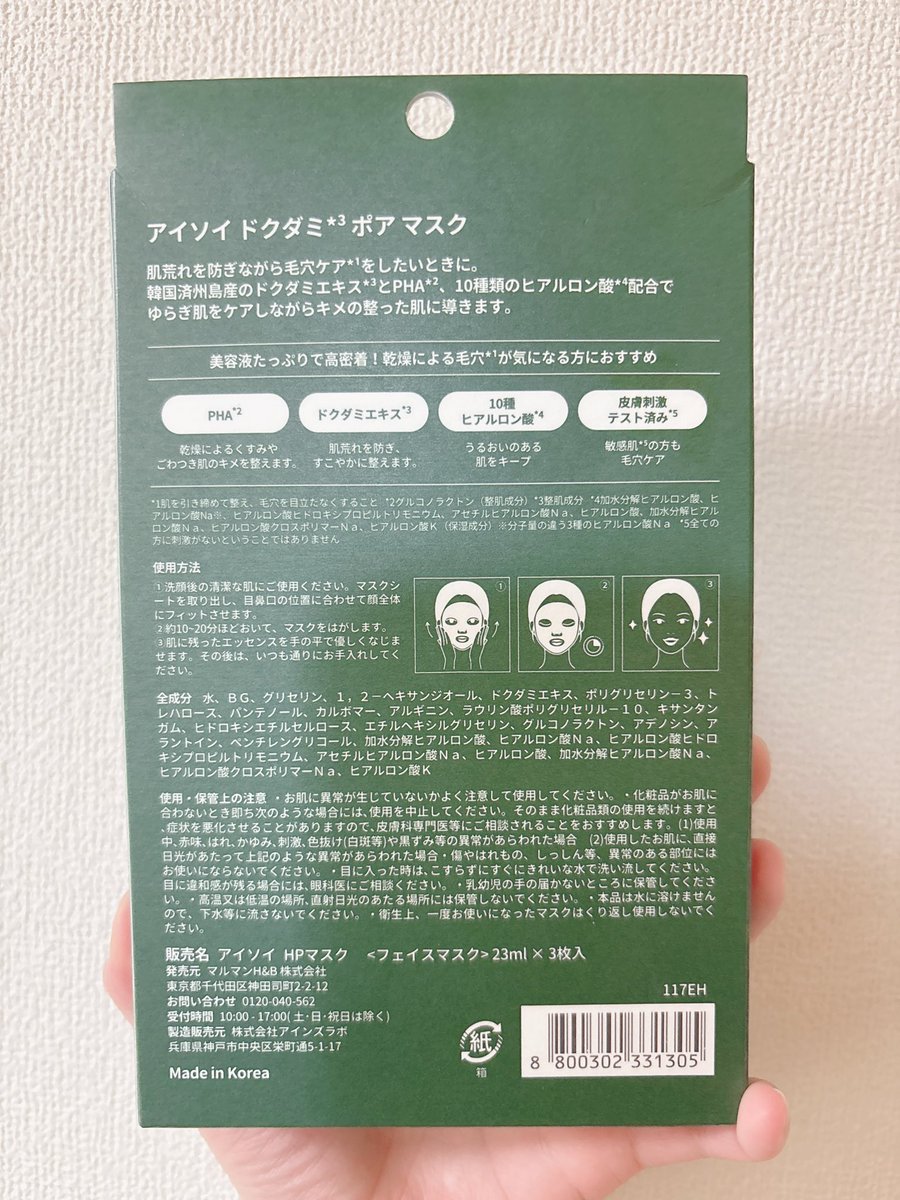 アイソイ ドクダミ*3 ポア マスク
肌荒れを防ぎながら毛穴ケア*1をしたいときに。
韓国済州島産のドクダミエキス*3とPHA*2、10種類のヒアルロン酸*4配合で
ゆらぎ肌をケアしながらキメの整った肌に導きます。
美容液たっぷりで高密着！乾燥による毛穴*1が気になる方におすすめ
PHA*2
乾燥によるくすみや
ごわつき肌のキメを整えます。
ドクダミエキス*3
肌荒れを防ぎ、
すこやかに整えます。
10種
ヒアルロン酸*4
うるおいのある
肌をキープ
皮膚刺激
テスト済み*5
敏感肌*5の方も
毛穴ケア
*1肌を引き締めて整え、毛穴を目立たなくすること *2グルコノラクトン（整肌成分）*3整肌成分 *4加水分解ヒアルロン酸、ヒ
アルロン酸Na※、ヒアルロン酸ヒドロキシプロピルトリモニウム、アセチルヒアルロン酸Ｎａ、ヒアルロン酸、加水分解ヒアル
ロン酸Ｎａ、ヒアルロン酸クロスポリマーＮａ、ヒアルロン酸Ｋ（保湿成分）※分子量の違う3種のヒアルロン酸Ｎａ *5全ての
方に刺激がないということではありません
使用方法
①洗顔後の清潔な肌にご使用ください。マスクシ
ートを取り出し、目鼻口の位置に合わせて顔全体
にフィットさせます。
②約10~20分ほどおいて、マスクをはがします。
③肌に残ったエッセンスを手の平で優しくなじま
せます。その後は、いつも通りにお手入れしてく
ださい。
①
②
③
全成分 水、ＢＧ、グリセリン、１，２－ヘキサンジオール、ドクダミエキス、ポリグリセリン－３、ト
レハロース、パンテノール、カルボマー、アルギニン、ラウリン酸ポリグリセリル－１０、キサンタン
ガム、ヒドロキシエチルセルロース、エチルヘキシルグリセリン、グルコノラクトン、アデノシン、ア
ラントイン、ペンチレングリコール、加水分解ヒアルロン酸、ヒアルロン酸Ｎａ、ヒアルロン酸ヒドロ
キシプロピルトリモニウム、アセチルヒアルロン酸Ｎａ、ヒアルロン酸、加水分解ヒアルロン酸Ｎａ、
ヒアルロン酸クロスポリマーＮａ、ヒアルロン酸Ｋ
使用・保管上の注意 ・お肌に異常が生じていないかよく注意して使用してください。・化粧品がお肌に
合わないとき即ち次のような場合には、使用を中止してください。そのまま化粧品類の使用を続けますと
、症状を悪化させることがありますので、皮膚科専門医等にご相談されることをおすすめします。(1)使用
中、赤味、はれ、かゆみ、刺激、色抜け(白斑等)や黒ずみ等の異常があらわれた場合 (2)使用したお肌に、直接
日光があたって上記のような異常があらわれた場合・傷やはれもの、しっしん等、異常のある部位には
お使いにならないでください。・目に入った時は、こすらずにすぐにきれいな水で洗い流してください。
目に違和感が残る場合には、眼科医にご相談ください。・乳幼児の手の届かないところに保管してくださ
い。・高温又は低温の場所、直射日光のあたる場所には保管しないでください。・本品は水に溶けません
ので、下水等に流さないでください。・衛生上、一度お使いになったマスクはくり返し使用しないでく
ださい。
販売名 アイソイ HPマスク <フェイスマスク> 23ml × 3枚入
発売元 マルマンH&B 株式会社
東京都千代田区神田司町2-2-12
お問い合わせ 0120-040-562
受付時間 10:00 - 17:00( 土·日·祝日は除く)
製造販売元 株式会社アインズラボ
兵庫県神戸市中央区栄町通5-1-17
Made in Korea
紙
箱
117EH
8 800302 331305